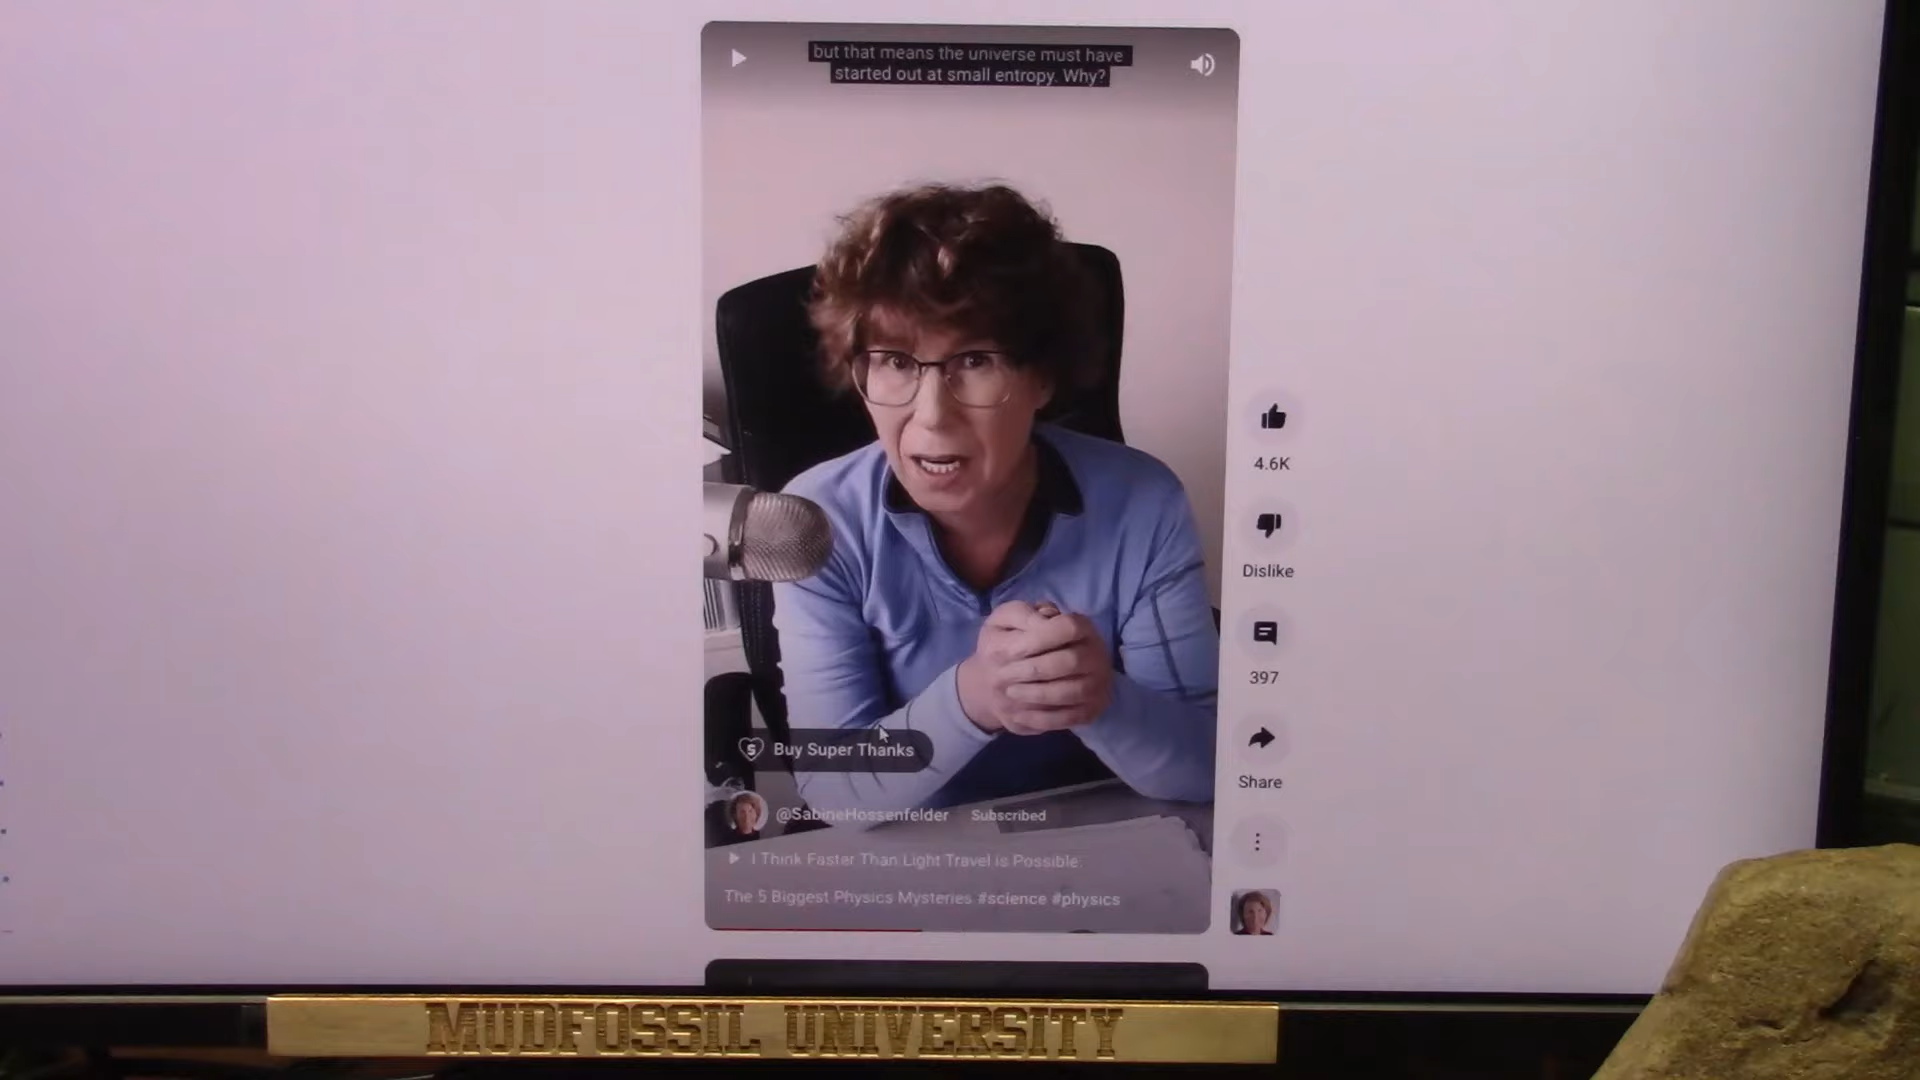 but that means the universe must have
started out at small entropy. Why?
4.6K
Dislike
397
Share
Buy Super Thanks
@SabineHossenfelder Subscribed
I Think Faster Than Light Travel is Possible.
The 5 Biggest Physics Mysteries #science #physics
MUDFOSSIL UNIVERSITY